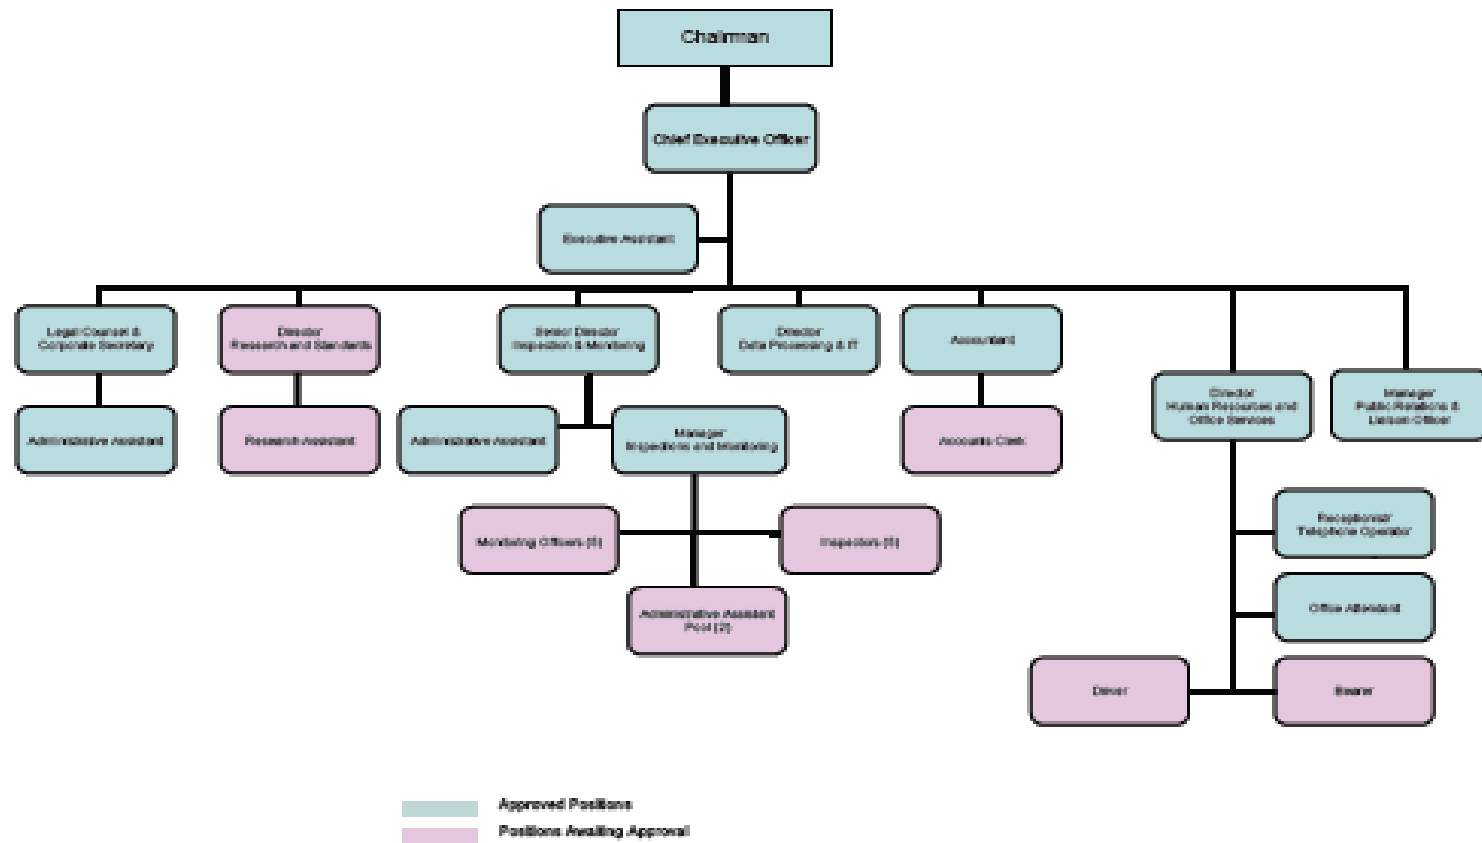 Chairman
Chief Executive Officer
Executive Assistant
Legal Counsel &
Corporate Secretary
Director
Research and Standards
Senior Director
Inspection & Monitoring
Director
Data Processing & IT
Accountant
Director
Human Resources and
Office Services
Manager
Public Relations &
Liaison Officer
Administrative Assistant
Research Assistant
Administrative Assistant
Manager
Inspections and Monitoring
Accounts Clerk
Monitoring Officers
Inspectors
Receptionist/
Telephone Operator
Administrative Assistant
Pool (2)
Office Attendant
Driver
Bearer
Approved Positions
Positions Awaiting Approval